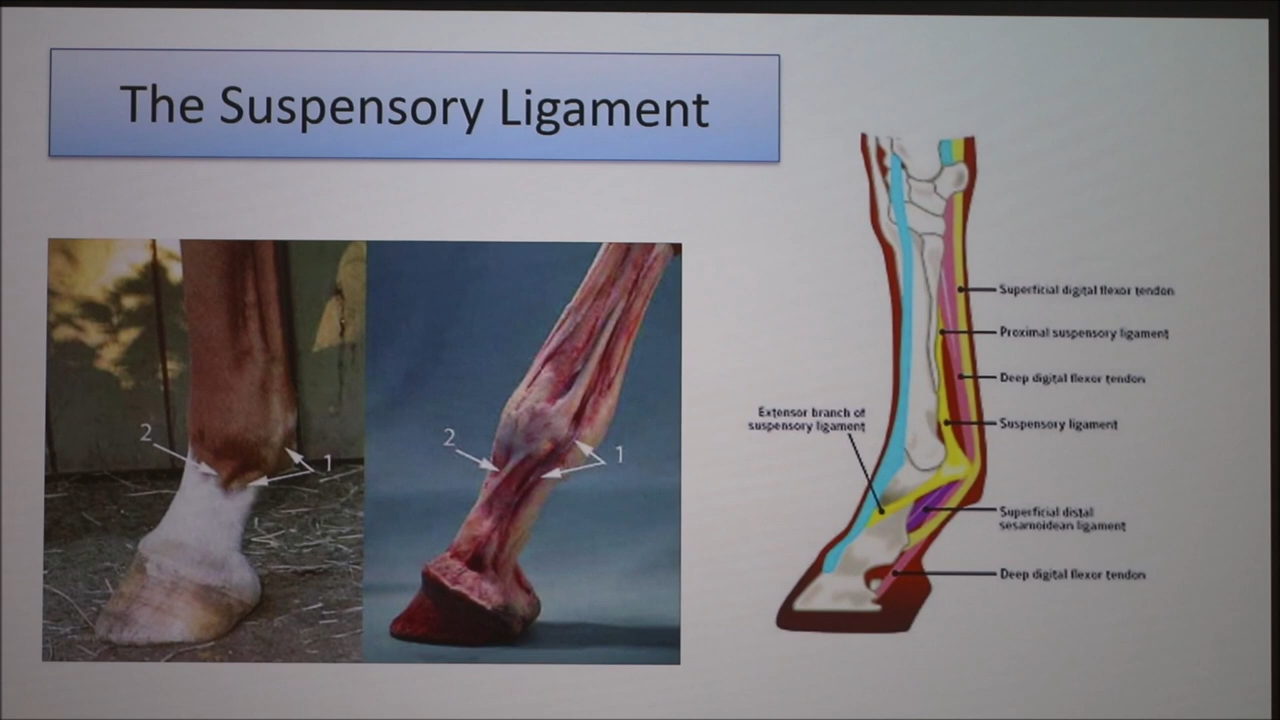 The Suspensory Ligament
2
1
2
1
Superficial digital flexor tendon
Proximal suspensory ligament
Deep digital flexor tendon
Extensor branch of
suspensory ligament
Suspensory ligament
Superficial distal
sesamoidean ligament
Deep digital flexor tendon